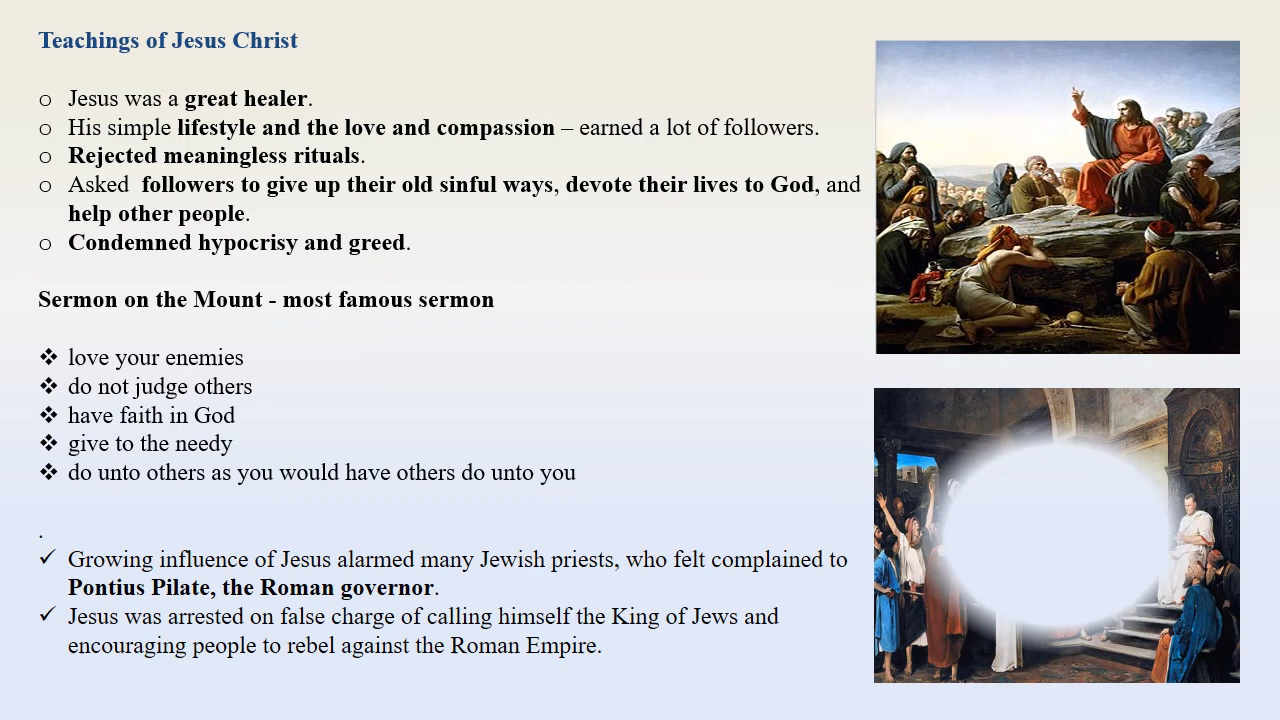 Teachings of Jesus Christ
o Jesus was a great healer.
o His simple lifestyle and the love and compassion – earned a lot of followers.
o Rejected meaningless rituals.
o Asked  followers to give up their old sinful ways, devote their lives to God, and
help other people.
o Condemned hypocrisy and greed.
Sermon on the Mount - most famous sermon
❖ love your enemies
❖ do not judge others
❖ have faith in God
❖ give to the needy
❖ do unto others as you would have others do unto you
.
✓ Growing influence of Jesus alarmed many Jewish priests, who felt complained to
Pontius Pilate, the Roman governor.
✓ Jesus was arrested on false charge of calling himself the King of Jews and
encouraging people to rebel against the Roman Empire.